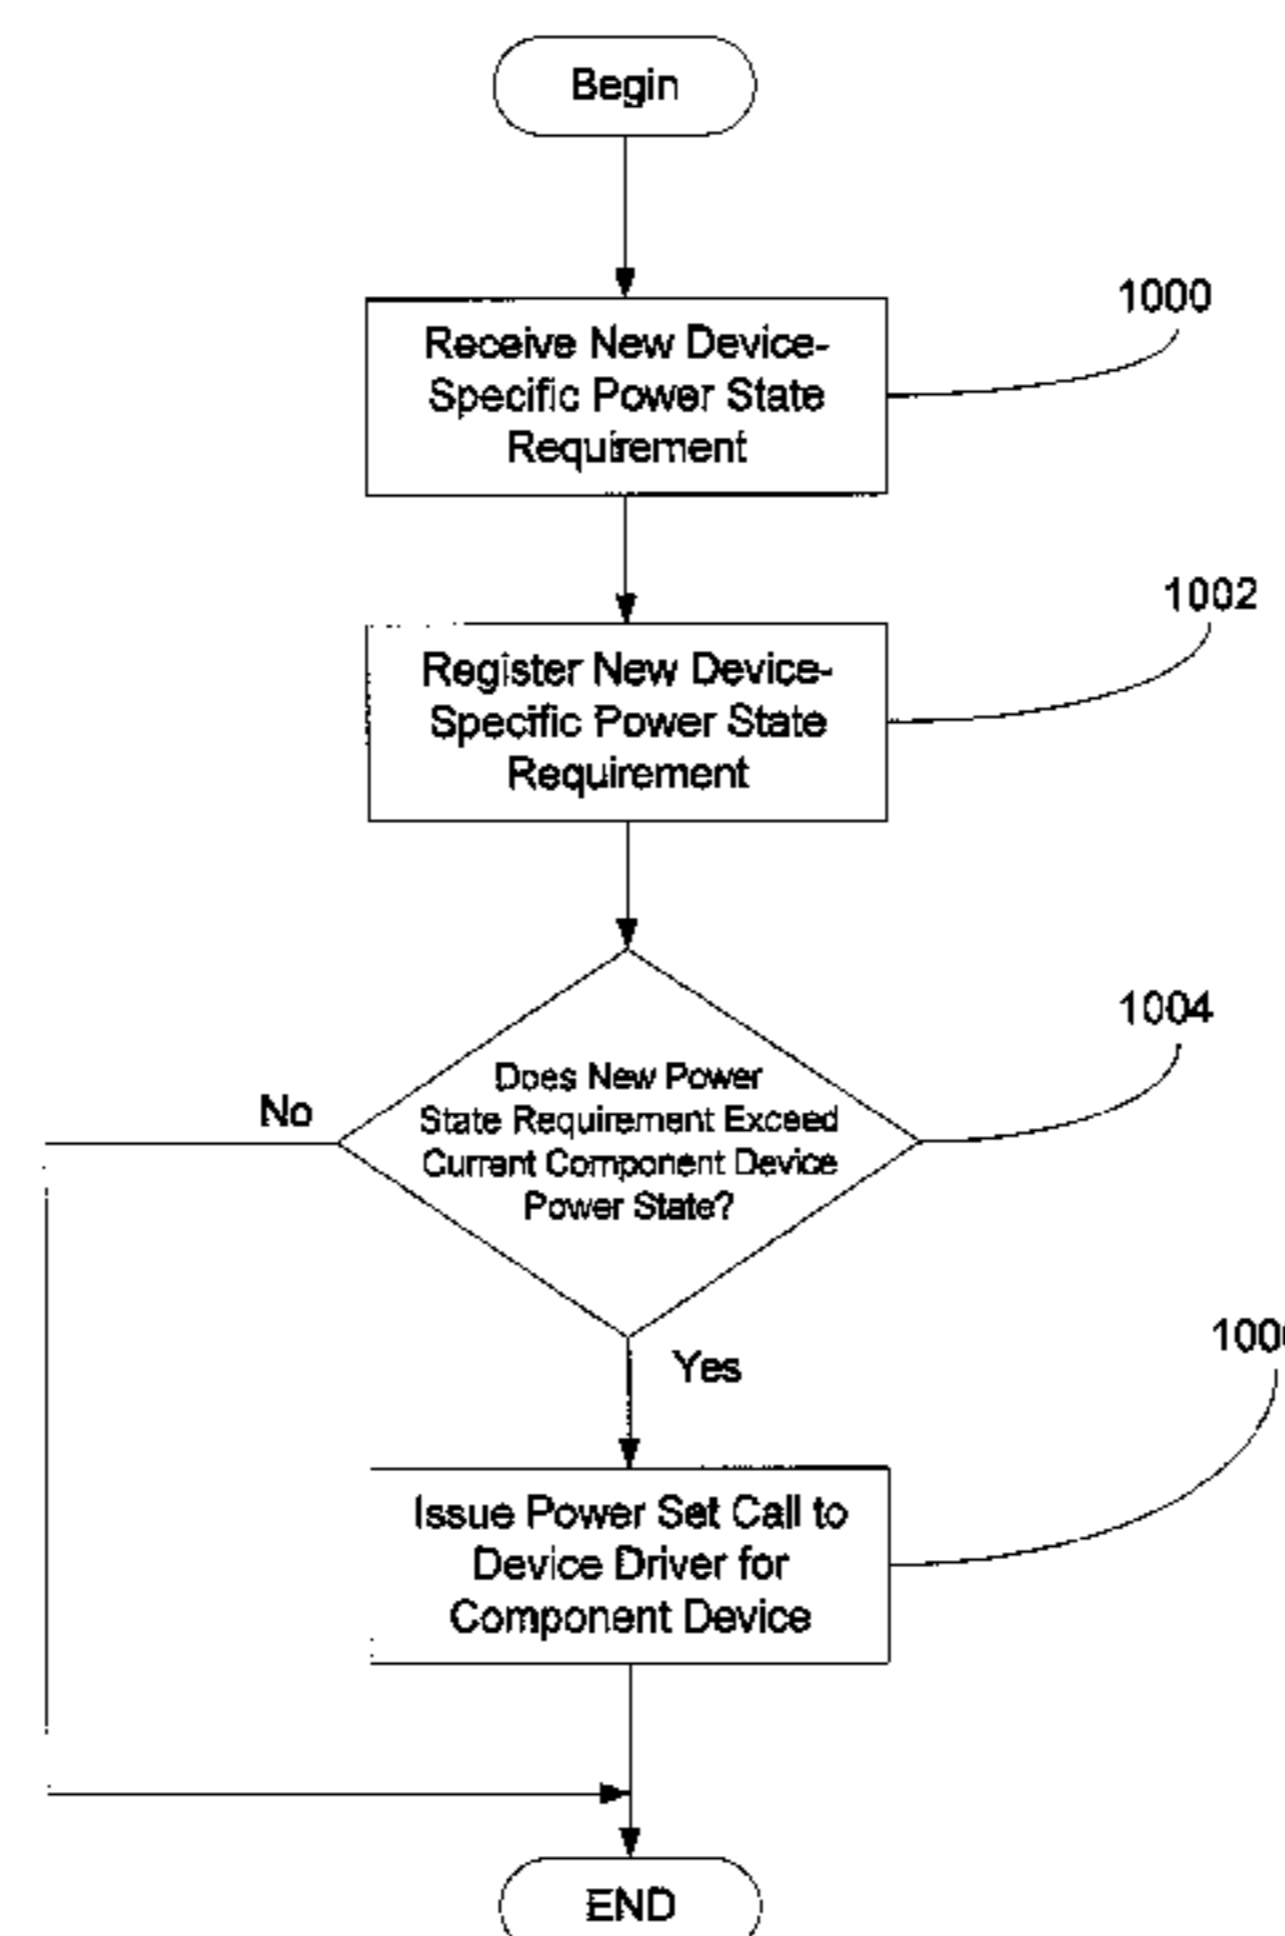 Begin
1000
Receive New Device-
Specific Power State
Requirement
1002
Register New Device-
Specific Power State
Requirement
1004
No
Does New Power
State Requirement Exceed
Current Component Device
Power State?
Yes
Issue Power Set Call to
Device Driver for
Component Device
END